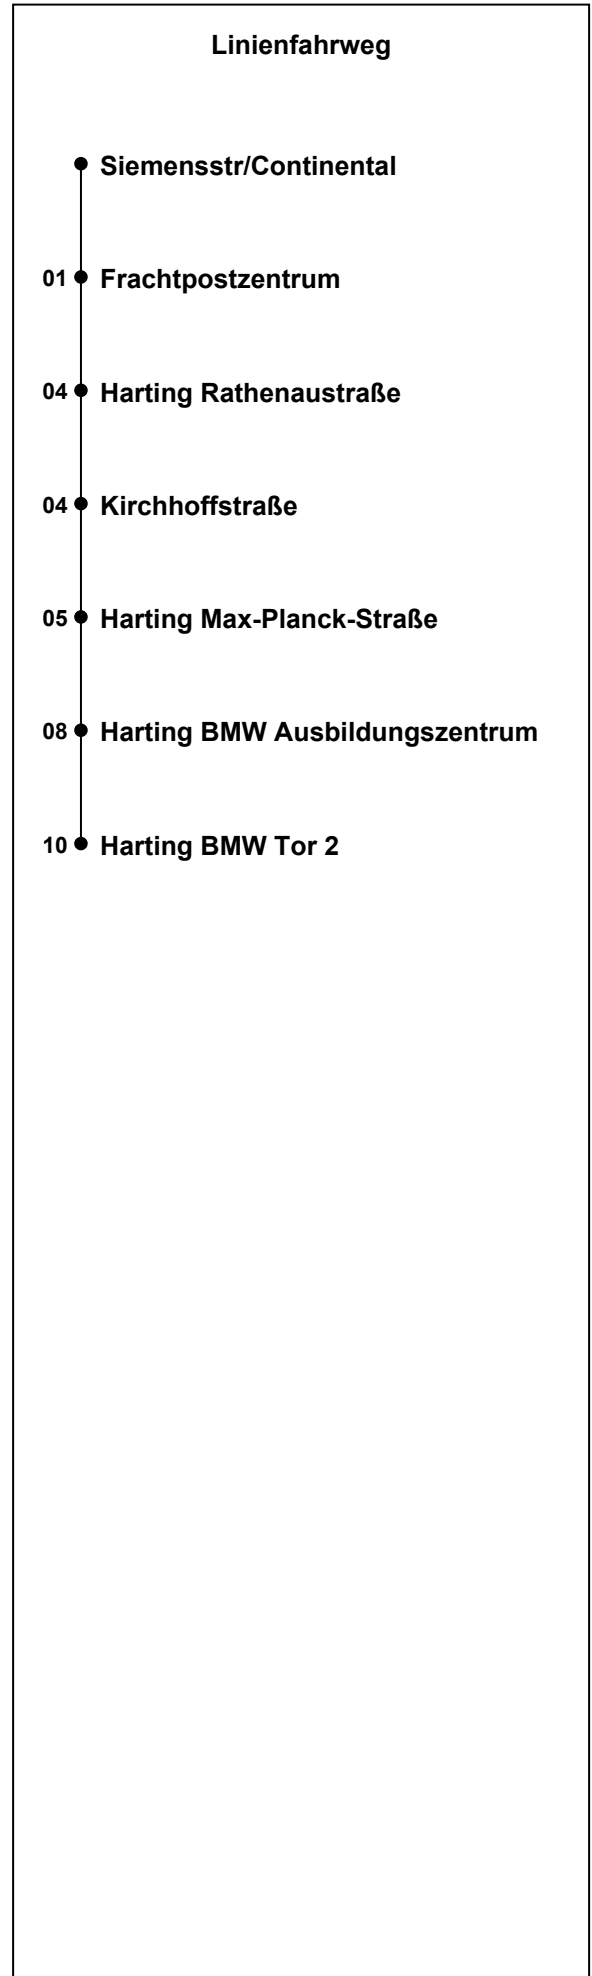 Linienfahrweg
Siemensstr/Continental
01 Frachtpostzentrum
04 Harting Rathenaustraße
04 Kirchhoffstraße
05 Harting Max-Planck-Straße
08 Harting BMW Ausbildungszentrum
10 Harting BMW Tor 2